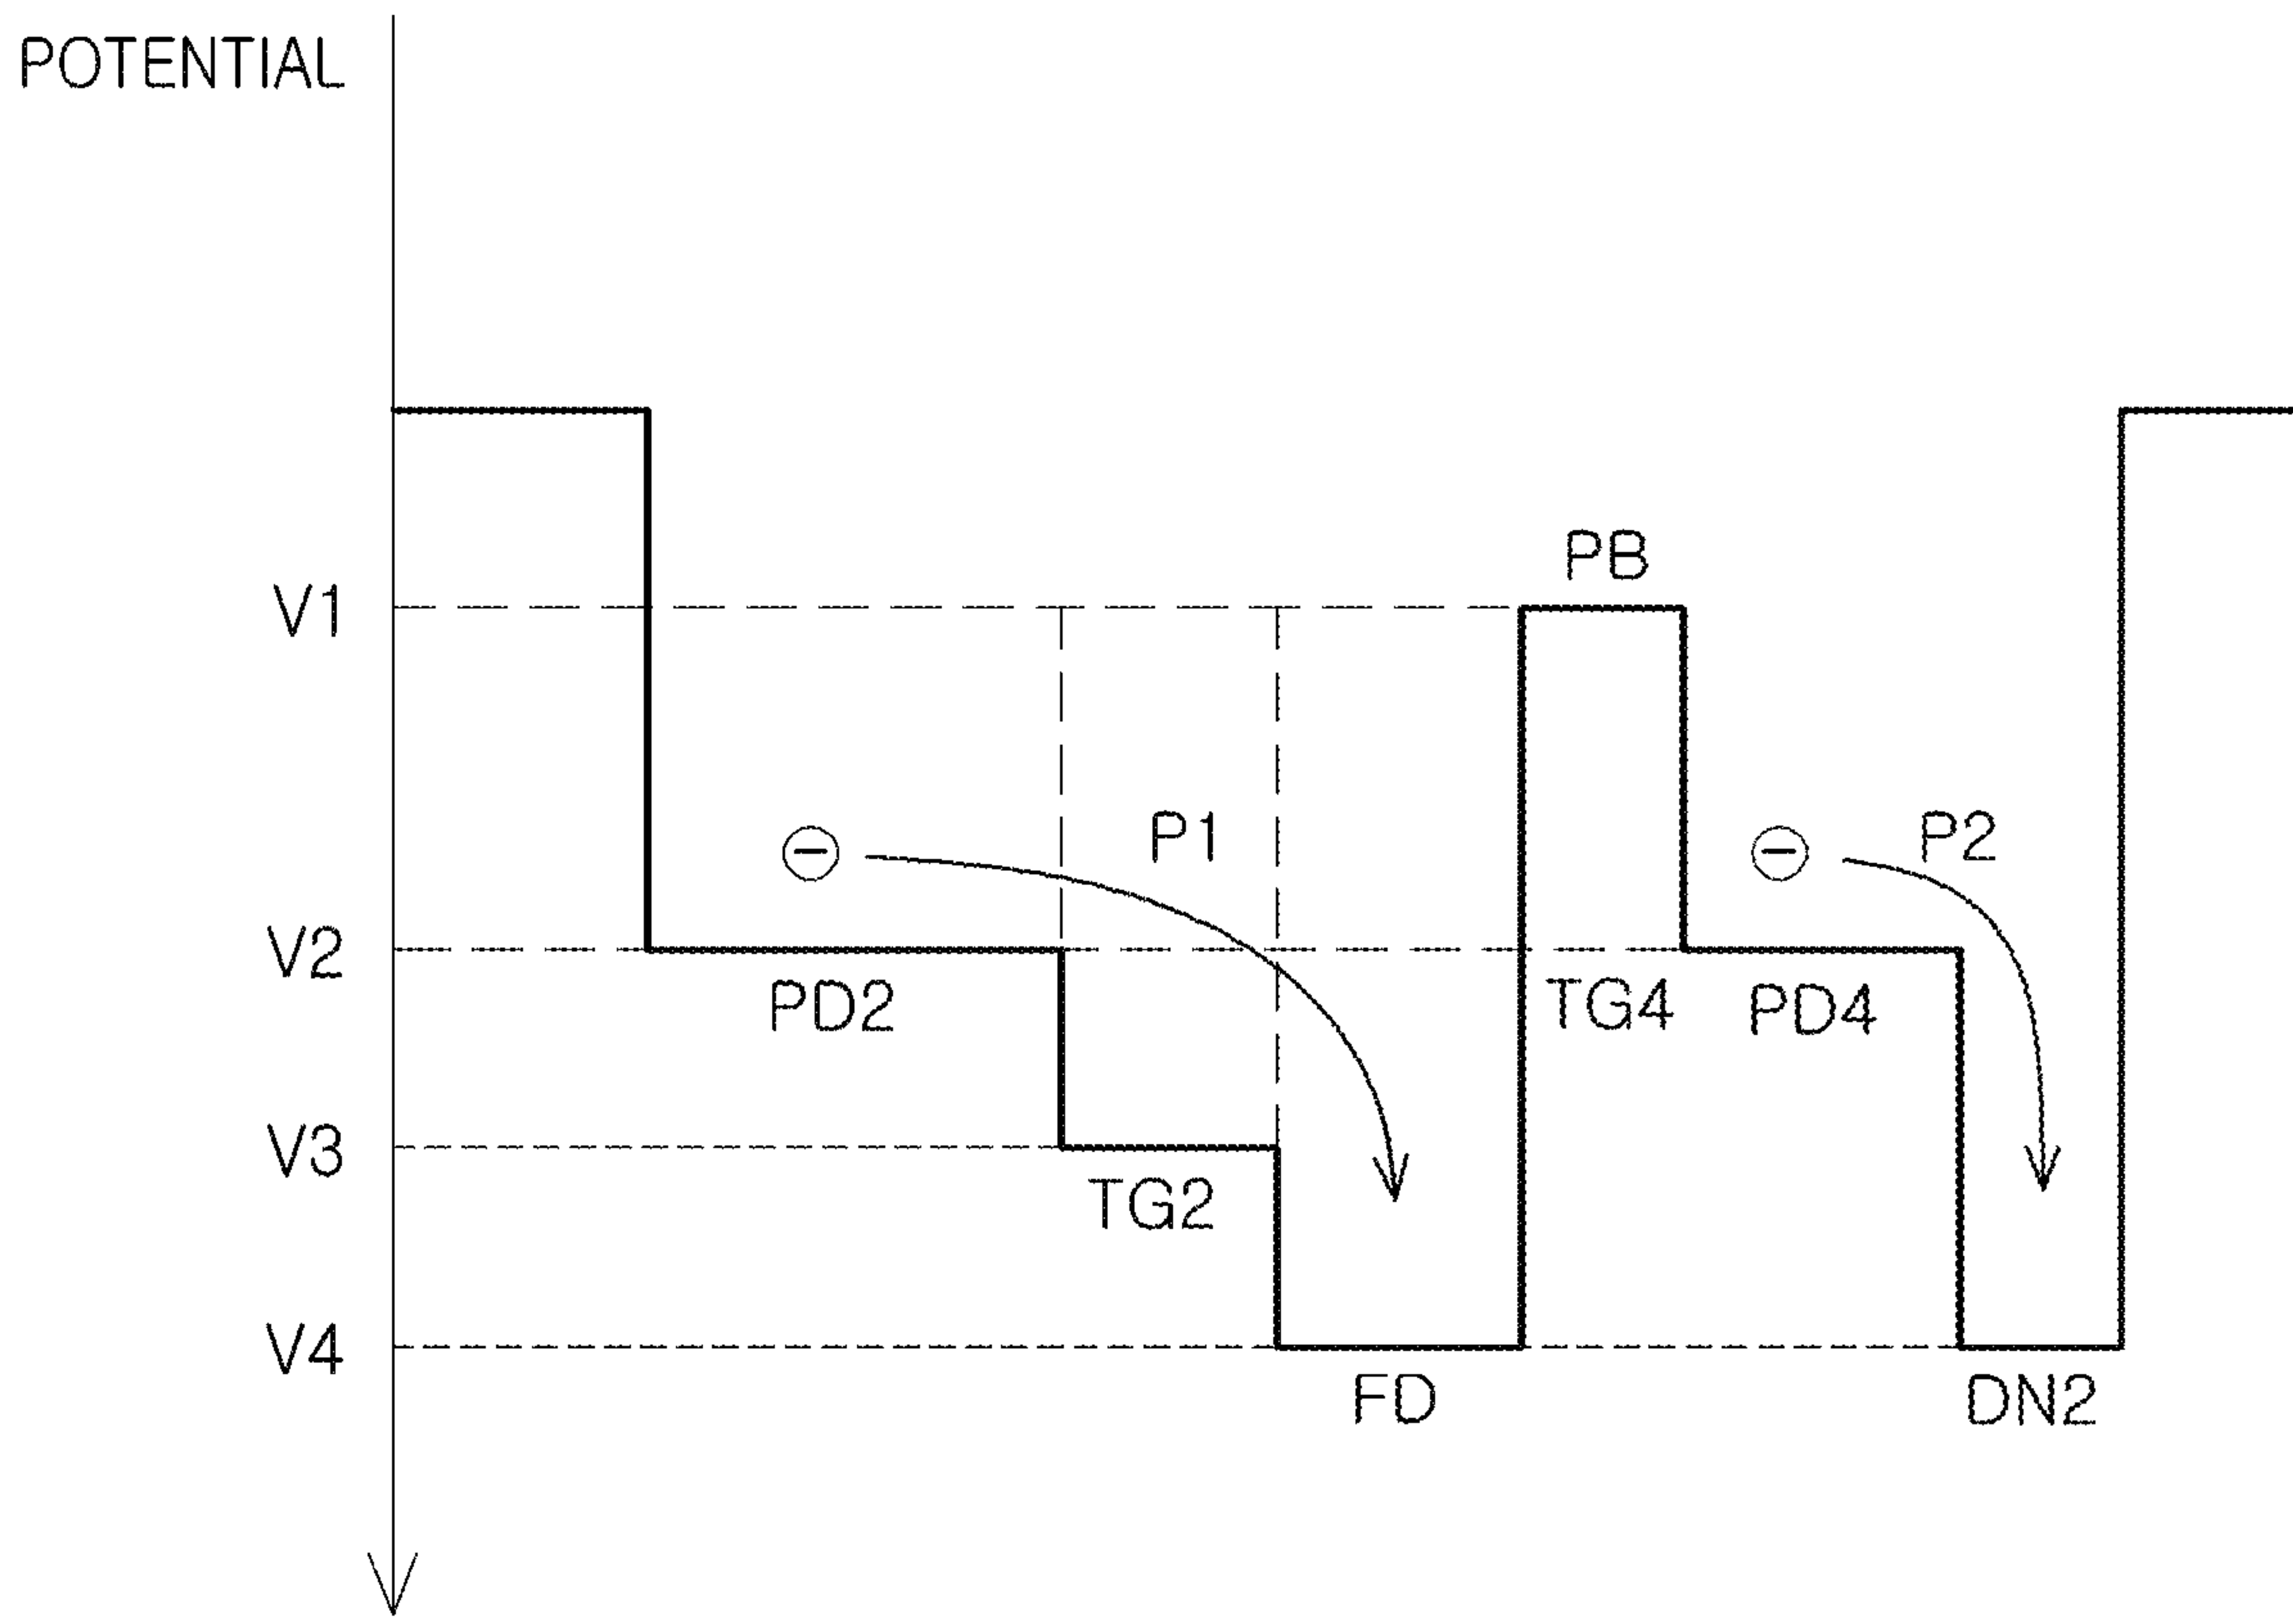 POTENTIAL
PB
V1
P1
P2
⊖
⊖
V2
PD2
TG4
PD4
V3
TG2
V4
FD
DN2